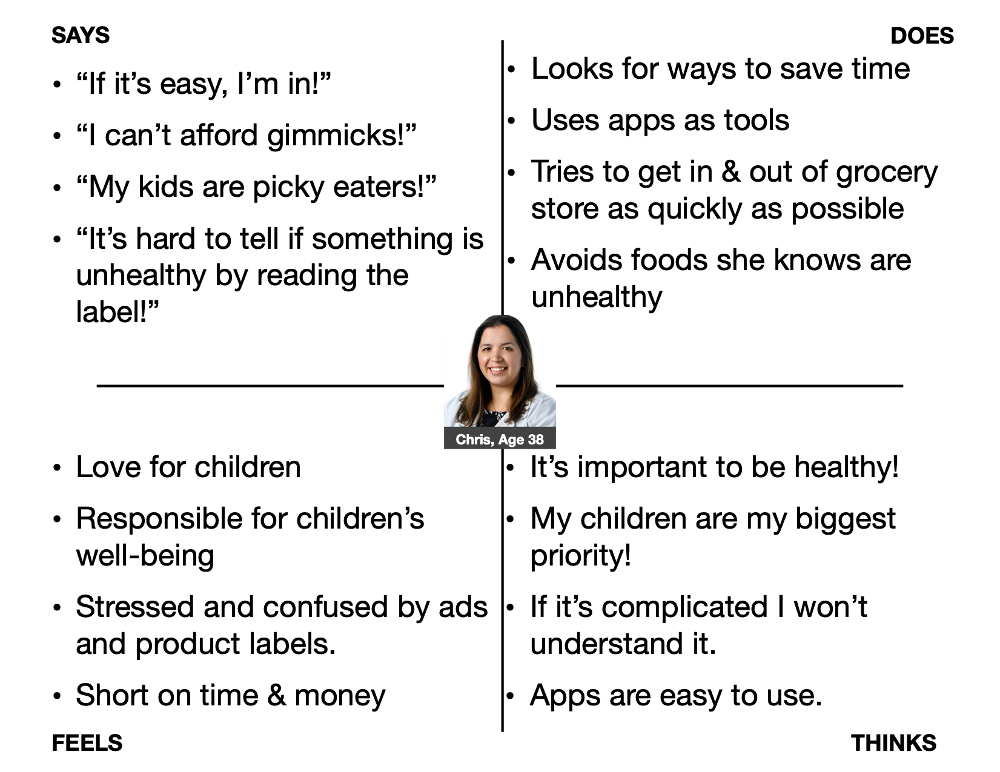 SAYS
• “If it’s easy, I’m in!”
• “I can’t afford gimmicks!”
• “My kids are picky eaters!”
• “It’s hard to tell if something is
unhealthy by reading the
label!”
DOES
• Looks for ways to save time
• Uses apps as tools
• Tries to get in & out of grocery
store as quickly as possible
• Avoids foods she knows are
unhealthy
Chris, Age 38
• Love for children
• Responsible for children’s
well-being
• Stressed and confused by ads
and product labels.
• Short on time & money
FEELS
• It’s important to be healthy!
• My children are my biggest
priority!
• If it’s complicated I won’t
understand it.
• Apps are easy to use.
THINKS